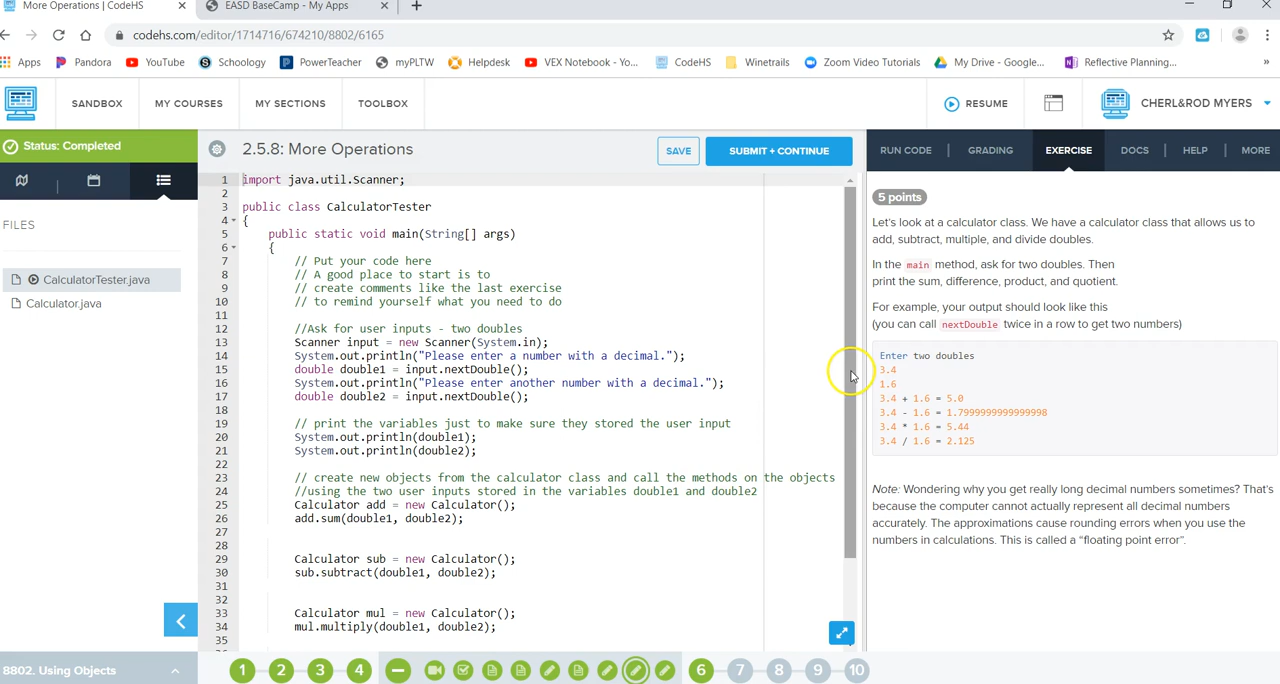 More Operations | CodeHS
EASD BaseCamp - My Apps
codehs.com/editor/1714716/674210/8802/6165
Apps
Pandora
YouTube
Schoology
PowerTeacher
myPLTW
Helpdesk
VEX Notebook - Yo...
CodeHS
Winetrails
Zoom Video Tutorials
My Drive - Google...
Reflective Planning...
SANDBOX
MY COURSES
MY SECTIONS
TOOLBOX
RESUME
CHERL&ROD MYERS
Status: Completed
2.5.8: More Operations
SAVE
SUBMIT + CONTINUE
RUN CODE
GRADING
EXERCISE
DOCS
HELP
MORE
FILES
CalculatorTester.java
Calculator.java
1 import java.util.Scanner;
2
3 public class CalculatorTester
4 {
5 public static void main(String[] args)
6 {
7 // Put your code here
8 // A good place to start is to
9 // create comments like the last exercise
10 // to remind yourself what you need to do
11
12 //Ask for user inputs - two doubles
13 Scanner input = new Scanner(System.in);
14 System.out.println("Please enter a number with a decimal.");
15 double double1 = input.nextDouble();
16 System.out.println("Please enter another number with a decimal.");
17 double double2 = input.nextDouble();
18
19 // print the variables just to make sure they stored the user input
20 System.out.println(double1);
21 System.out.println(double2);
22
23 // create new objects from the calculator class and call the methods on the objects
24 //using the two user inputs stored in the variables double1 and double2
25 Calculator add = new Calculator();
26 add.sum(double1, double2);
27
28
29 Calculator sub = new Calculator();
30 sub.subtract(double1, double2);
31
32
33 Calculator mul = new Calculator();
34 mul.multiply(double1, double2);
35
5 points
Let's look at a calculator class. We have a calculator class that allows us to
add, subtract, multiple, and divide doubles.
In the main method, ask for two doubles. Then
print the sum, difference, product, and quotient.
For example, your output should look like this
(you can call nextDouble twice in a row to get two numbers)
Enter two doubles
3.4
1.6
3.4 + 1.6 = 5.0
3.4 - 1.6 = 1.7999999999999998
3.4 * 1.6 = 5.44
3.4 / 1.6 = 2.125
Note: Wondering why you get really long decimal numbers sometimes? That's
because the computer cannot actually represent all decimal numbers
accurately. The approximations cause rounding errors when you use the
numbers in calculations. This is called a "floating point error".
8802. Using Objects
1
2
3
4
6
7
8
9
10